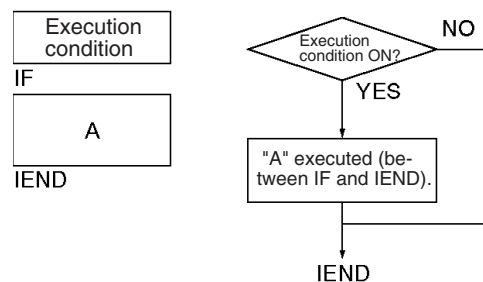 Execution
condition
IF
A
IEND
Execution
condition ON?
NO
YES
"A" executed (be-
tween IF and IEND).
IEND